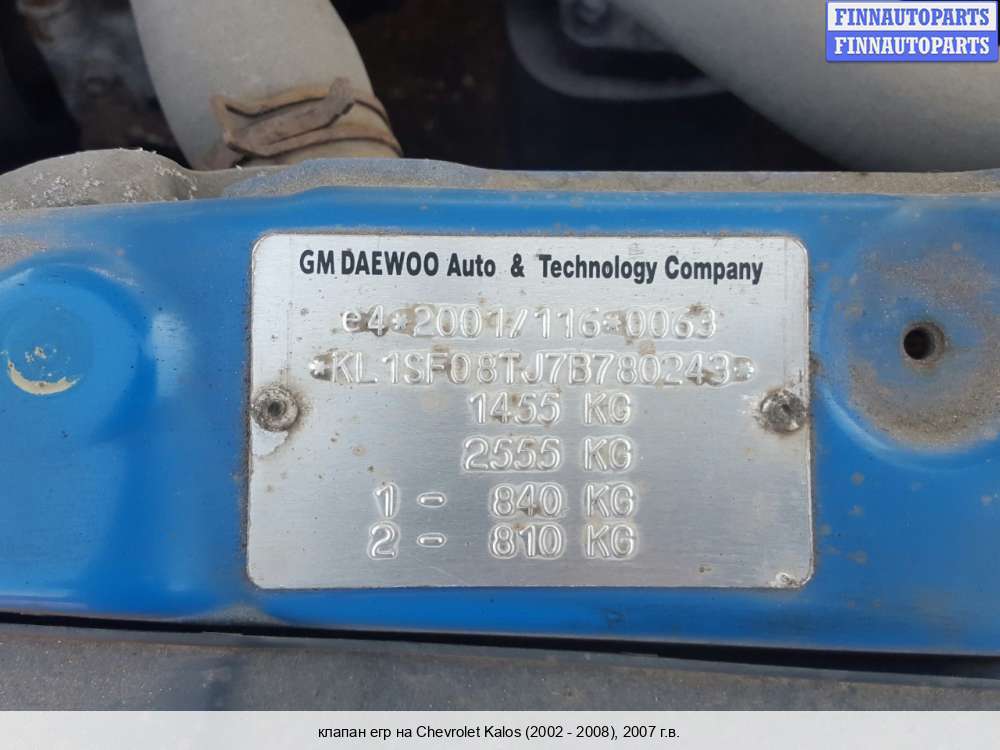 FINNAUTOPARTS
FINNAUTOPARTS
GM DAEWOO Auto & Technology Company
e4*2001/116*0063
*KL1SF08TJ7B780243*
1455 KG
2555 KG
1 - 840 KG
2 - 810 KG
клапан егр на Chevrolet Kalos (2002 - 2008), 2007 г.в.